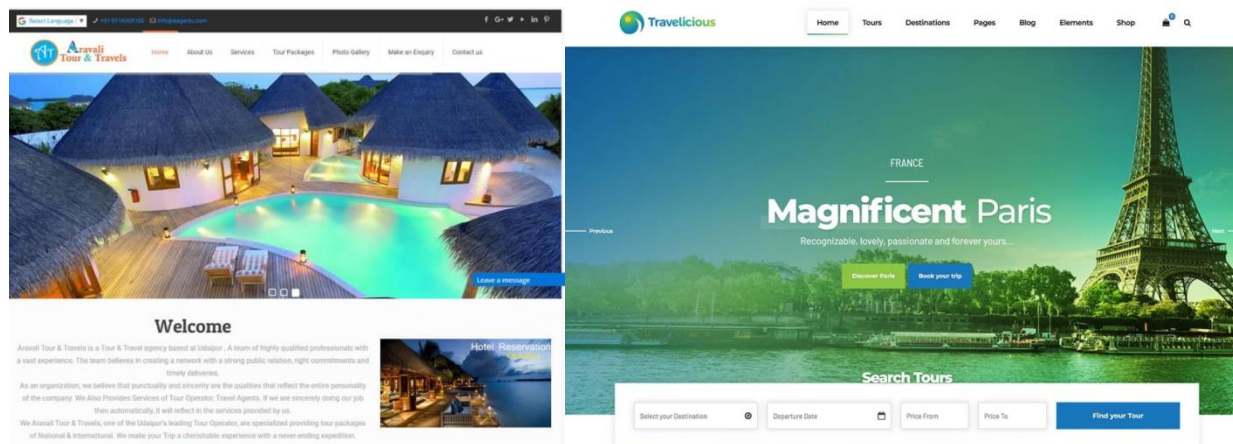 Select Language ▼
info@aagantu.com
Aravali
Tour & Travels
AT
Home About Us Services Tour Packages Photo Gallery Make an Enquiry Contact us
Leave a message
Welcome
Aravali Tour & Travels is a Tour & Travel agency based at Udaipur , A team of highly qualified professionals with
a vast experience. The team believes in creating a network with a strong public relation, right commitments and
timely deliveries.
As an organization, we believe that punctuality and sincerity are the qualities that reflect the entire personality
of the company. We Also Provides Services of Tour Operator, Travel Agents. If we are sincerely doing our job
then automatically, it will reflect in the services provided by us.
We Aravali Tour & Travels, one of the Udaipur's leading Tour Operator, are specialized providing tour packages
of National & International. We make your Trip a cherishable experience with a never-ending expedition.
Hotel Reservation
Travelicious
Home Tours Destinations Pages Blog Elements Shop 0
FRANCE
Magnificent Paris
Recognizable, lovely, passionate and forever yours...
Previous
Next
Discover Paris Book your trip
Search Tours
Select your Destination Departure Date Price From Price To Find your Tour